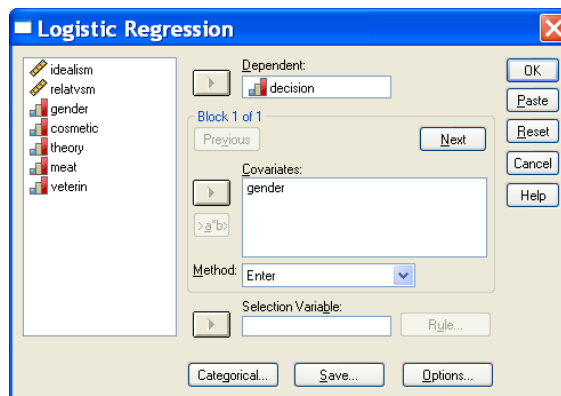 Logistic Regression
idealism
relatvsm
gender
cosmetic
theory
meat
veterin
Dependent:
decision
Block 1 of 1
Previous
Next
Covariates:
gender
>a*b>
Method: Enter
Selection Variable:
Rule...
Categorical...
Save...
Options...
OK
Paste
Reset
Cancel
Help